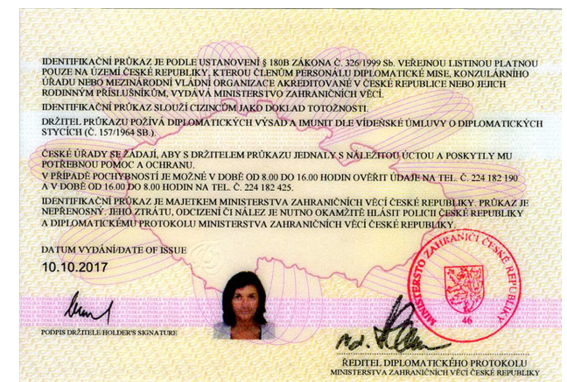 IDENTIFIKAČNÍ PRŮKAZ JE PODLE USTANOVENÍ § 180B ZÁKONA Č. 326/1999 Sb. VEŘEJNOU LISTINOU PLATNOU
POUZE NA ÚZEMÍ ČESKÉ REPUBLIKY, KTEROU ČLENŮM PERSONÁLU DIPLOMATICKÉ MISE, KONZULÁRNÍHO
ÚŘADU NEBO MEZINÁRODNÍ VLÁDNÍ ORGANIZACE AKREDITOVANÉ V ČESKÉ REPUBLICE NEBO JEJICH
RODINNÝM PŘÍSLUŠNÍKŮM, VYDÁVÁ MINISTERSTVO ZAHRANIČNÍCH VĚCÍ.
IDENTIFIKAČNÍ PRŮKAZ SLOUŽÍ CIZINCŮM JAKO DOKLAD TOTOŽNOSTI.
DRŽITEL PRŮKAZU POŽÍVÁ DIPLOMATICKÝCH VÝSAD A IMUNIT DLE VÍDEŇSKÉ ÚMLUVY O DIPLOMATICKÝCH
STYCÍCH (Č. 157/1964 SB.).
ČESKÉ ÚŘADY SE ŽÁDAJÍ, ABY S DRŽITELEM PRŮKAZU JEDNALY S NÁLEŽITOU ÚCTOU A POSKYTLY MU
POTŘEBNOU POMOC A OCHRANU.
V PŘÍPADĚ POCHYBNOSTÍ JE MOŽNÉ V DOBĚ OD 8.00 DO 16.00 HODIN OVĚŘIT ÚDAJE NA TEL. Č. 224 182 190
A V DOBĚ OD 16.00 DO 8.00 HODIN NA TEL. Č. 224 182 425.
IDENTIFIKAČNÍ PRŮKAZ JE MAJETKEM MINISTERSTVA ZAHRANIČNÍCH VĚCÍ ČESKÉ REPUBLIKY. PRŮKAZ JE
NEPŘENOSNÝ. JEHO ZTRÁTU, ODCIZENÍ ČI NÁLEZ JE NUTNO OKAMŽITĚ HLÁSIT POLICII ČESKÉ REPUBLIKY
A DIPLOMATICKÉMU PROTOKOLU MINISTERSTVA ZAHRANIČNÍCH VĚCÍ ČESKÉ REPUBLIKY.
DATUM VYDÁNÍ/DATE OF ISSUE
10.10.2017
MINISTERSTVO ZAHRANIČNÍ ČESKÉ REPUBLIKY
46
PODPIS DRŽITELE HOLDER'S SIGNATURE
ŘEDITEL DIPLOMATICKÉHO PROTOKOLU
MINISTERSTVA ZAHRANIČNÍCH VĚCÍ ČESKÉ REPUBLIKY